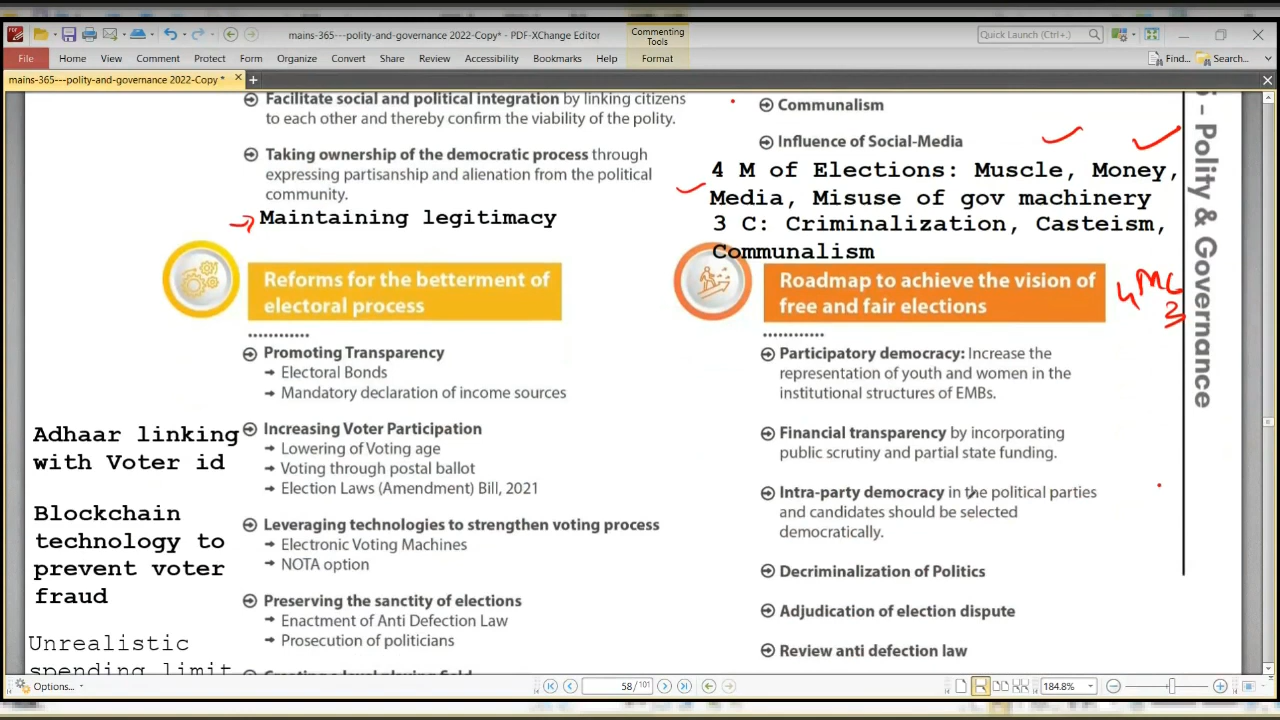 Commenting
Tools
mains-365---polity-and-governance 2022-Copy* - PDF-XChange Editor
Quick Launch (Ctrl+.)
File
Home
View
Comment
Protect
Form
Organize
Convert
Share
Review
Accessibility
Bookmarks
Help
Format
Find...
Search...
mains-365---polity-and-governance 2022-Copy *
Facilitate social and political integration by linking citizens
to each other and thereby confirm the viability of the polity.
Taking ownership of the democratic process through
expressing partisanship and alienation from the political
community.
Maintaining legitimacy
Communalism
Influence of Social-Media
4 M of Elections: Muscle, Money,
Media, Misuse of gov machinery
3 C: Criminalization, Casteism,
Communalism
5 - Polity & Governance
Reforms for the betterment of
electoral process
Promoting Transparency
Electoral Bonds
Mandatory declaration of income sources
Increasing Voter Participation
Lowering of Voting age
Voting through postal ballot
Election Laws (Amendment) Bill, 2021
Leveraging technologies to strengthen voting process
Electronic Voting Machines
NOTA option
Preserving the sanctity of elections
Enactment of Anti Defection Law
Prosecution of politicians
Adhaar linking
with Voter id
Blockchain
technology to
prevent voter
fraud
Unrealistic
spending limit
Creating a level playing field
Roadmap to achieve the vision of
free and fair elections
4 MC
3
Participatory democracy: Increase the
representation of youth and women in the
institutional structures of EMBs.
Financial transparency by incorporating
public scrutiny and partial state funding.
Intra-party democracy in the political parties
and candidates should be selected
democratically.
Decriminalization of Politics
Adjudication of election dispute
Review anti defection law
Options...
58 / 101
184.8%